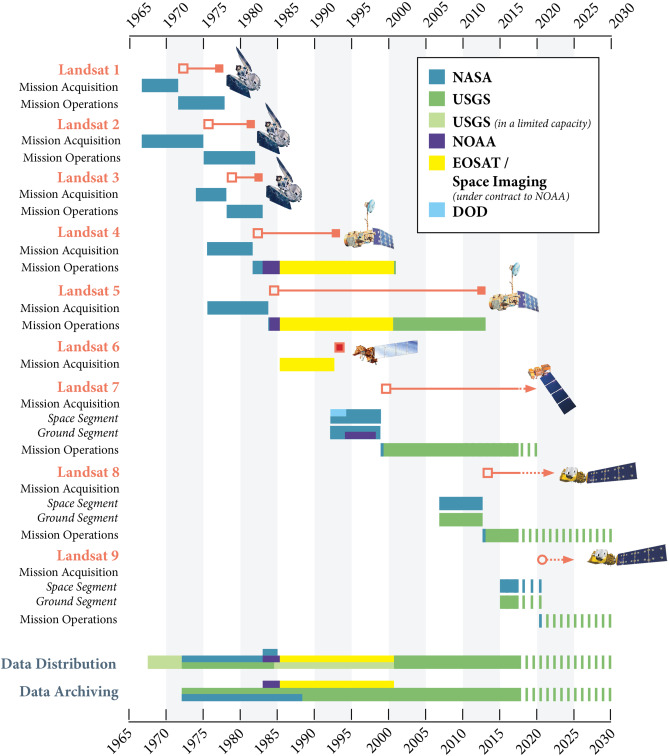 1965 1970 1975 1980 1985 1990 1995 2000 2005 2010 2015 2020 2025 2030
NASA
USGS
USGS (in a limited capacity)
NOAA
EOSAT /
Space Imaging
(under contract to NOAA)
DOD
Landsat 1
Mission Acquisition
Mission Operations
Landsat 2
Mission Acquisition
Mission Operations
Landsat 3
Mission Acquisition
Mission Operations
Landsat 4
Mission Acquisition
Mission Operations
Landsat 5
Mission Acquisition
Mission Operations
Landsat 6
Mission Acquisition
Landsat 7
Mission Acquisition
Space Segment
Ground Segment
Mission Operations
Landsat 8
Mission Acquisition
Space Segment
Ground Segment
Mission Operations
Landsat 9
Mission Acquisition
Space Segment
Ground Segment
Mission Operations
Data Distribution
Data Archiving
1965 1970 1975 1980 1985 1990 1995 2000 2005 2010 2015 2020 2025 2030